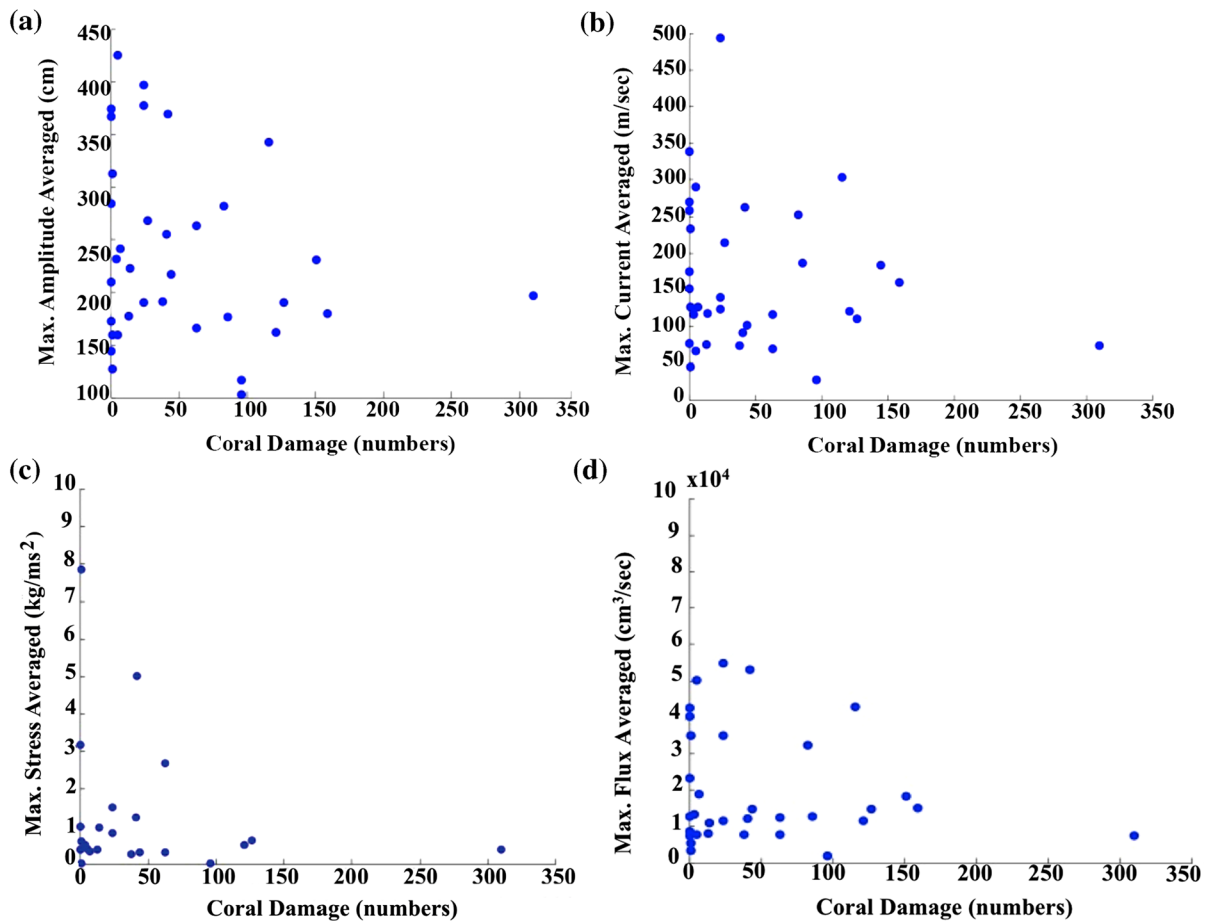 (a)
450
400
350
300
250
200
150
100
Max. Amplitude Averaged (cm)
0 50 100 150 200 250 300 350
Coral Damage (numbers)
(b)
500
450
400
350
300
250
200
150
100
50
0
Max. Current Averaged (m/sec)
0 50 100 150 200 250 300 350
Coral Damage (numbers)
(c)
10
9
8
7
6
5
4
3
2
1
0
Max. Stress Averaged (kg/ms²)
0 50 100 150 200 250 300 350
Coral Damage (numbers)
(d)
x10⁴
10
9
8
7
6
5
4
3
2
1
0
Max. Flux Averaged (cm³/sec)
0 50 100 150 200 250 300 350
Coral Damage (numbers)